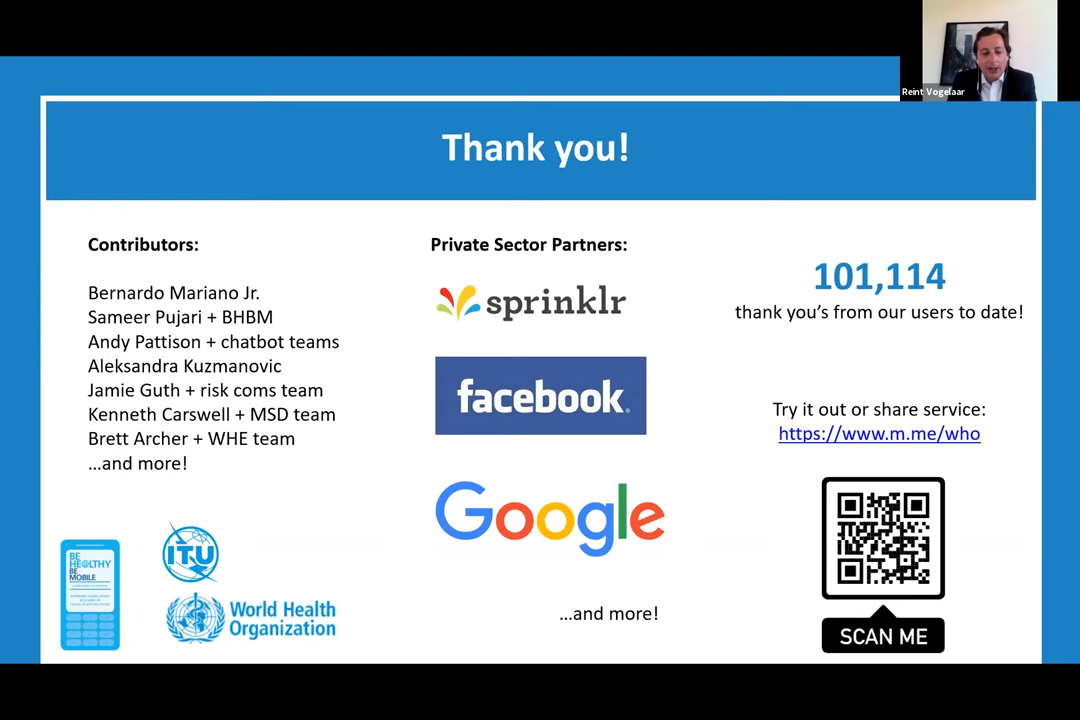 Reint Vogelaar
Thank you!
Contributors:
Bernardo Mariano Jr.
Sameer Pujari + BHBM
Andy Pattison + chatbot teams
Aleksandra Kuzmanovic
Jamie Guth + risk coms team
Kenneth Carswell + MSD team
Brett Archer + WHE team
...and more!
BE
HE@LTHY
BE
MOBILE
ITU
World Health
Organization
Private Sector Partners:
sprinklr
facebook
Google
...and more!
101,114
thank you's from our users to date!
Try it out or share service:
https://www.m.me/who
SCAN ME